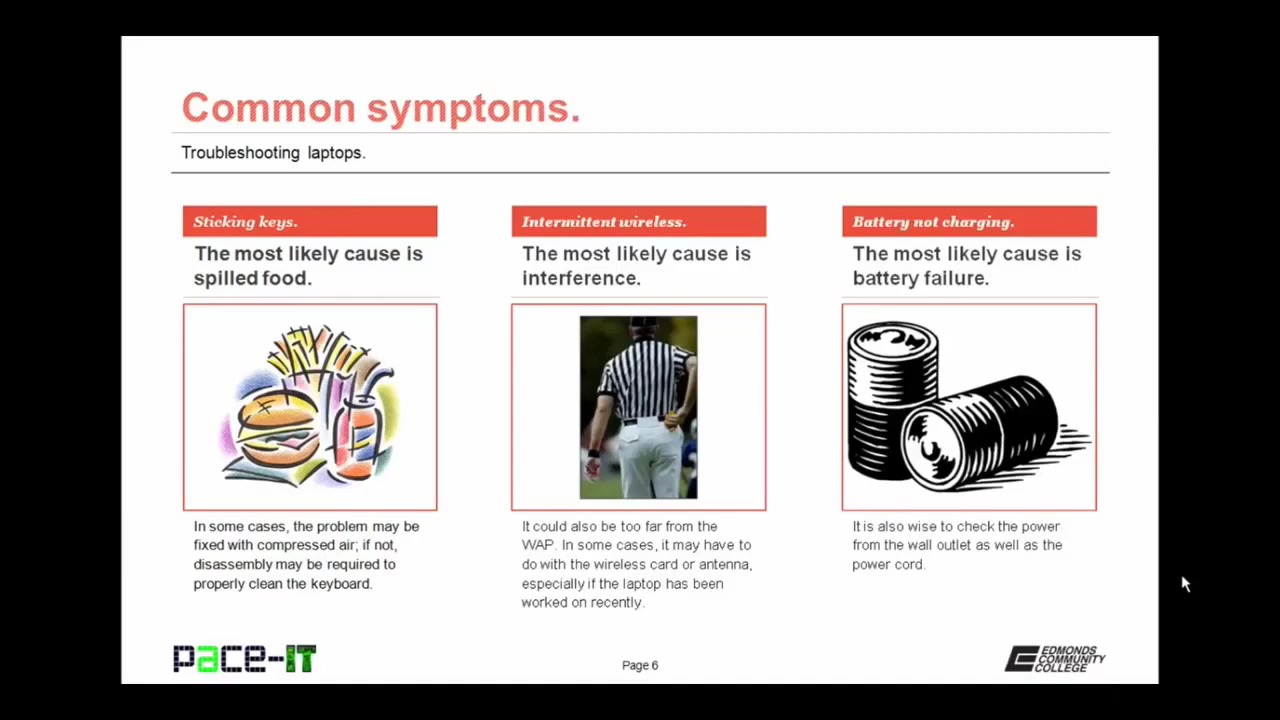 Common symptoms.
Troubleshooting laptops.
Sticking keys.
The most likely cause is
spilled food.
In some cases, the problem may be
fixed with compressed air; if not,
disassembly may be required to
properly clean the keyboard.
Intermittent wireless.
The most likely cause is
interference.
It could also be too far from the
WAP. In some cases, it may have to
do with the wireless card or antenna,
especially if the laptop has been
worked on recently.
Battery not charging.
The most likely cause is
battery failure.
It is also wise to check the power
from the wall outlet as well as the
power cord.
pace-IT
Page 6
EDMONDS
COMMUNITY
COLLEGE